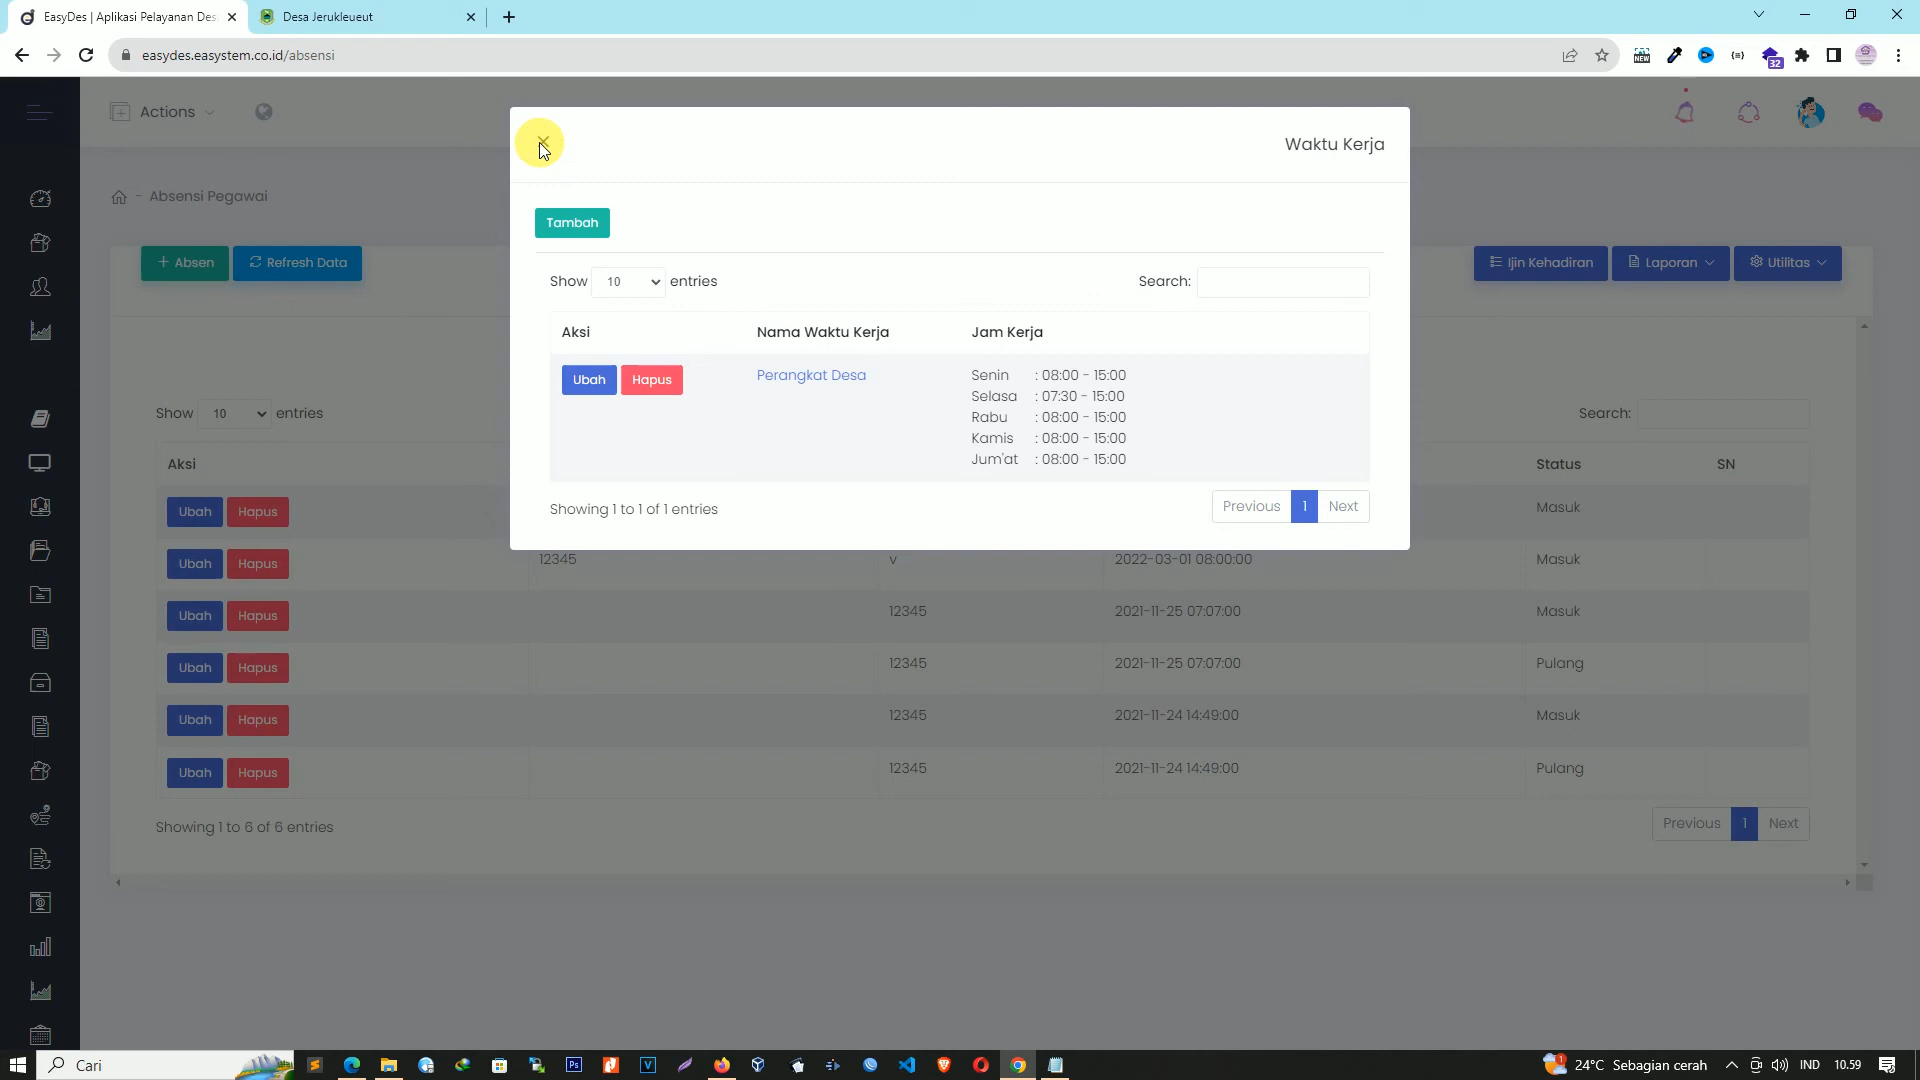 EasyDes | Aplikasi Pelayanan Des
Desa Jerukleueut
easydes.easystem.co.id/absensi
NEW
32
Actions
Waktu Kerja
Absensi Pegawai
Tambah
+ Absen
Refresh Data
Ijin Kehadiran
Laporan
Utilitas
Show 10 entries
Search:
Aksi
Nama Waktu Kerja
Jam Kerja
Ubah
Hapus
Perangkat Desa
Senin : 08:00 - 15:00
Selasa : 07:30 - 15:00
Rabu : 08:00 - 15:00
Kamis : 08:00 - 15:00
Jum'at : 08:00 - 15:00
Showing 1 to 1 of 1 entries
Previous 1 Next
Show 10 entries
Search:
Aksi
Status
SN
Ubah Hapus Masuk
Ubah Hapus 12345 v 2022-03-01 08:00:00 Masuk
Ubah Hapus 12345 2021-11-25 07:07:00 Masuk
Ubah Hapus 12345 2021-11-25 07:07:00 Pulang
Ubah Hapus 12345 2021-11-24 14:49:00 Masuk
Ubah Hapus 12345 2021-11-24 14:49:00 Pulang
Showing 1 to 6 of 6 entries
Previous 1 Next
Cari
Ps
V
1
24°C Sebagian cerah
IND
10.59